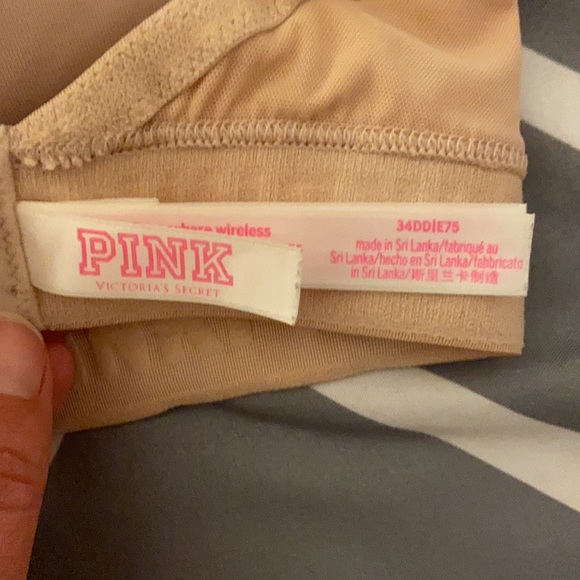 wireless
PINK
VICTORIA'S SECRET
34DD|E75
made in Sri Lanka/fabriqué au
Sri Lanka/hecho en Sri Lanka/fabbricato
in Sri Lanka/斯里兰卡制造